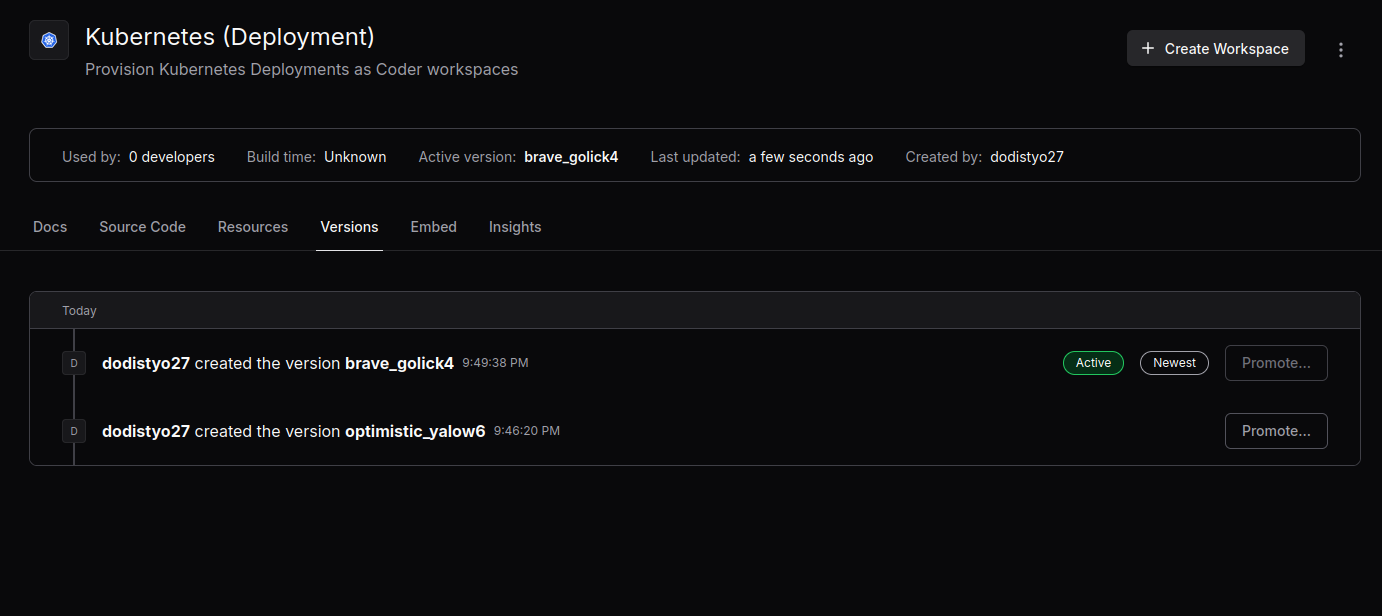 Kubernetes (Deployment)
Provision Kubernetes Deployments as Coder workspaces
Create Workspace
Used by: 0 developers Build time: Unknown Active version: brave_golick4 Last updated: a few seconds ago Created by: dodistyo27
Docs Source Code Resources Versions Embed Insights
Today
D dodistyo27 created the version brave_golick4 9:49:38 PM Active Newest Promote...
D dodistyo27 created the version optimistic_yalow6 9:46:20 PM Promote...